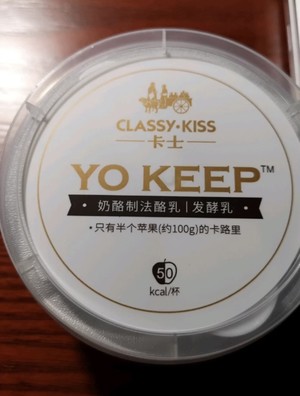 CLASSY·KISS
卡士
YO KEEP™
奶酪制法酪乳|发酵乳
•只有半个苹果(约100g)的卡路里
50
kcal/杯